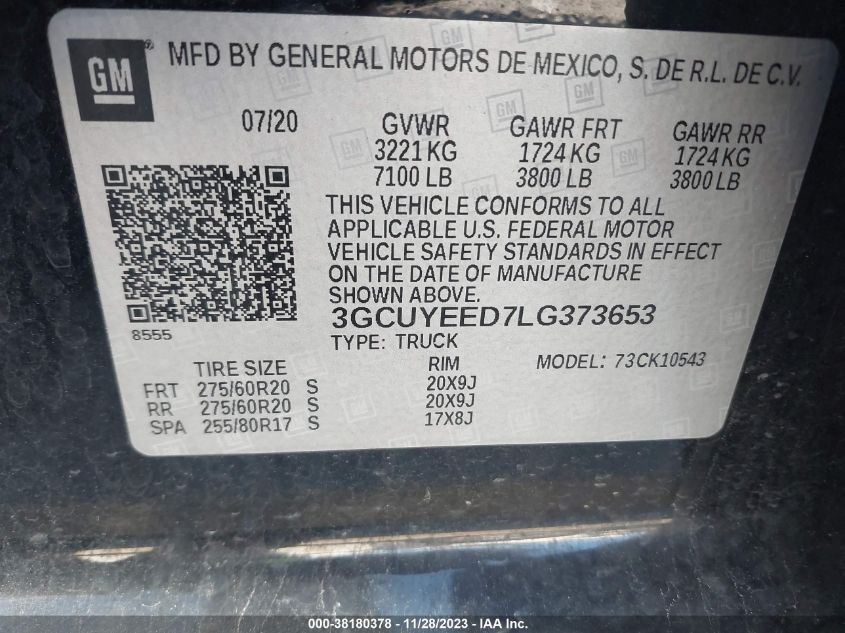 GM
®
MFD BY GENERAL MOTORS DE MEXICO, S. DE R.L. DE C.V.
07/20
GVWR GAWR FRT GAWR RR
3221 KG 1724 KG 1724 KG
7100 LB 3800 LB 3800 LB
THIS VEHICLE CONFORMS TO ALL
APPLICABLE U.S. FEDERAL MOTOR
VEHICLE SAFETY STANDARDS IN EFFECT
ON THE DATE OF MANUFACTURE
SHOWN ABOVE.
8555
3GCUYEED7LG373653
TYPE: TRUCK
TIRE SIZE RIM MODEL: 73CK10543
FRT 275/60R20 S 20X9J
RR 275/60R20 S 20X9J
SPA 255/80R17 S 17X8J
000-38180378 - 11/28/2023 - IAAI.com